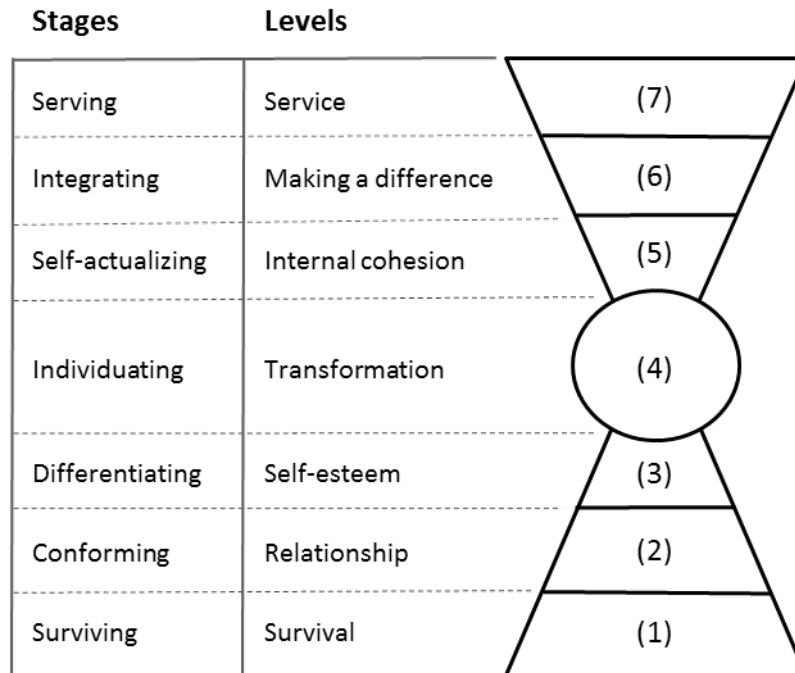 Stages Levels
Serving Service (7)
Integrating Making a difference (6)
Self-actualizing Internal cohesion (5)
Individuating Transformation (4)
Differentiating Self-esteem (3)
Conforming Relationship (2)
Surviving Survival (1)